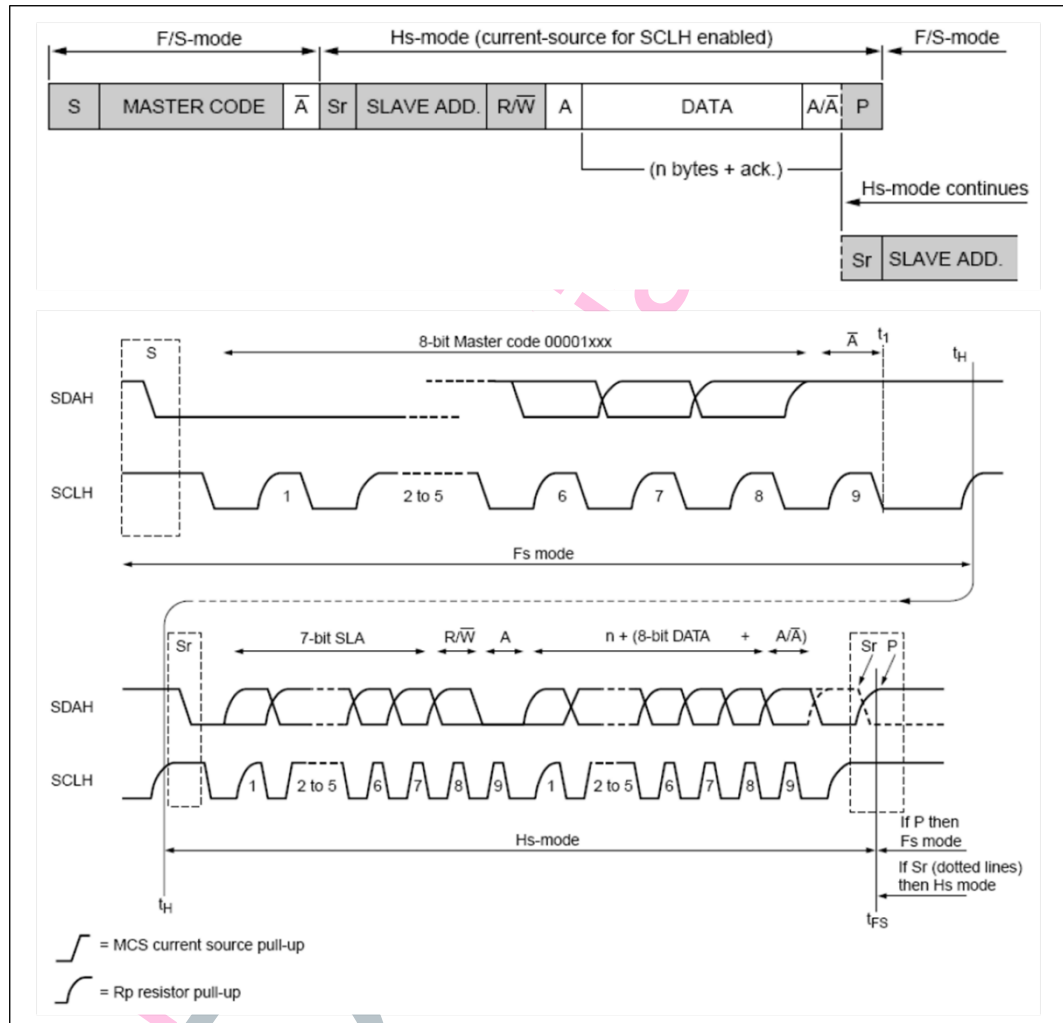 F/S-mode Hs-mode (current-source for SCLH enabled) F/S-mode
S MASTER CODE A̅ Sr SLAVE ADD. R/W̅ A DATA A/A̅ P
(n bytes + ack.)
Hs-mode continues
Sr SLAVE ADD.
8-bit Master code 00001xxx A̅ t1
S tH
SDAH
SCLH 1 2 to 5 6 7 8 9
Fs mode
Sr 7-bit SLA R/W̅ A n + (8-bit DATA + A/A̅) Sr P
SDAH
SCLH 1 2 to 5 6 7 8 9 1 2 to 5 6 7 8 9
If P then
Fs mode
Hs-mode
If Sr (dotted lines)
then Hs mode
tH tFS
= MCS current source pull-up
= Rp resistor pull-up